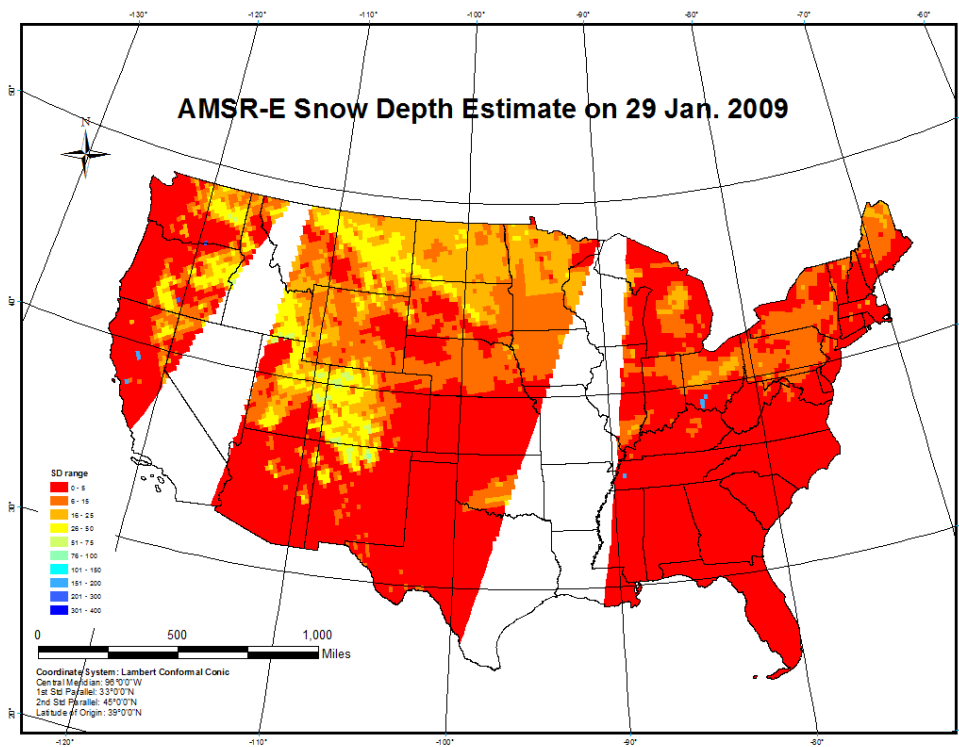 -130°
-120°
-110°
-100°
-90°
-80°
-70°
-60°
50°
AMSR-E Snow Depth Estimate on 29 Jan. 2009
N
40°
SD range
0 - 5
6 - 15
16 - 25
26 - 50
51 - 75
76 - 100
101 - 150
151 - 200
201 - 300
301 - 400
30°
0 500 1,000
Miles
Coordinate System: Lambert Conformal Conic
Central Meridian: 96°0'0"W
1st Std Parallel: 33°0'0"N
2nd Std Parallel: 45°0'0"N
Latitude of Origin: 39°0'0"N
20°
-120°
-110°
-100°
-90°
-80°